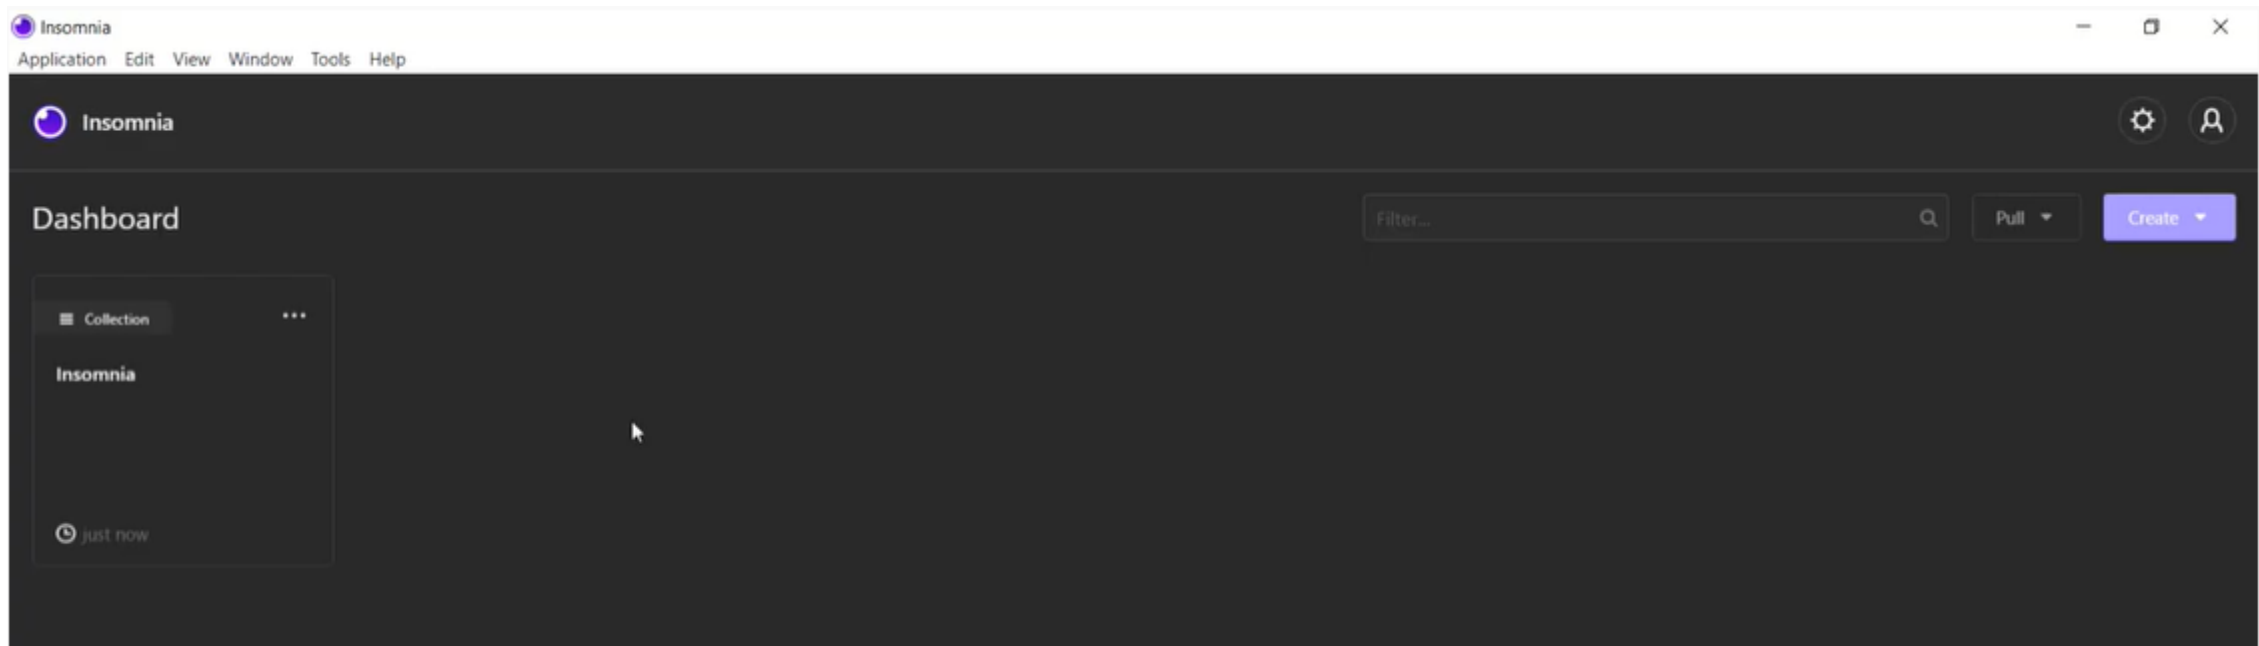 Insomnia
Application Edit View Window Tools Help
Insomnia
Dashboard
Filter...
Pull
Create
Collection
Insomnia
just now